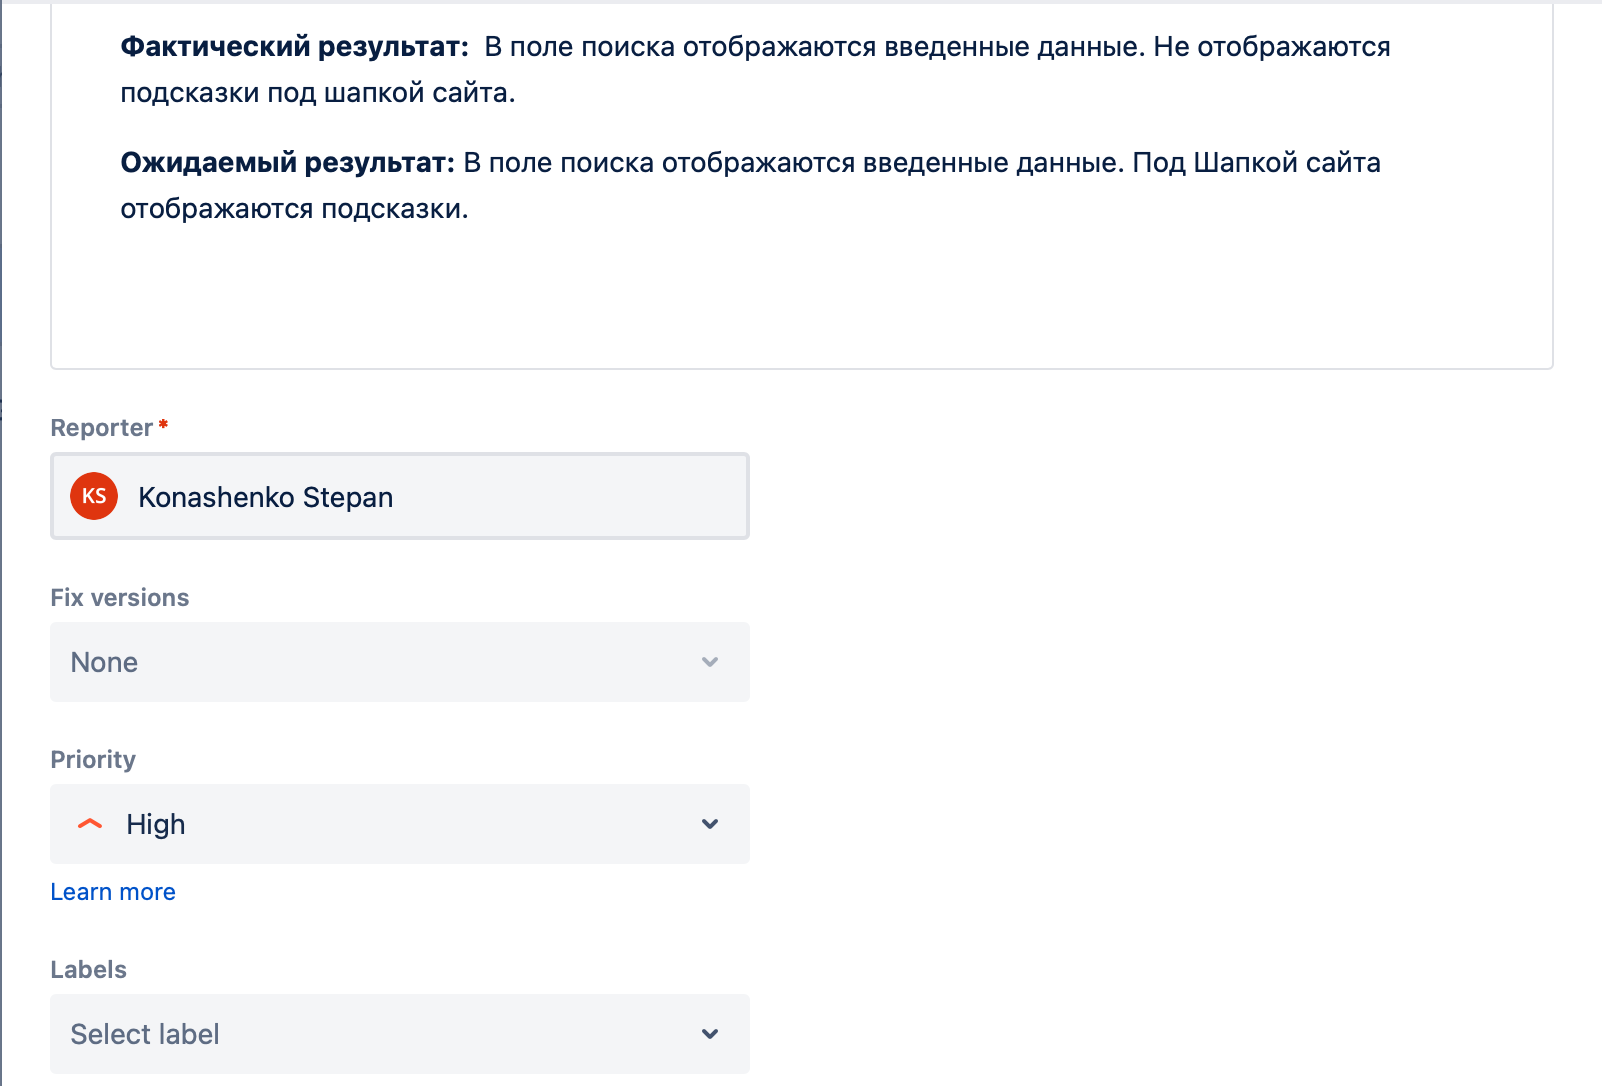 Фактический результат: В поле поиска отображаются введенные данные. Не отображаются
подсказки под шапкой сайта.
Ожидаемый результат: В поле поиска отображаются введенные данные. Под Шапкой сайта
отображаются подсказки.
Reporter *
KS Konashenko Stepan
Fix versions
None
Priority
High
Learn more
Labels
Select label